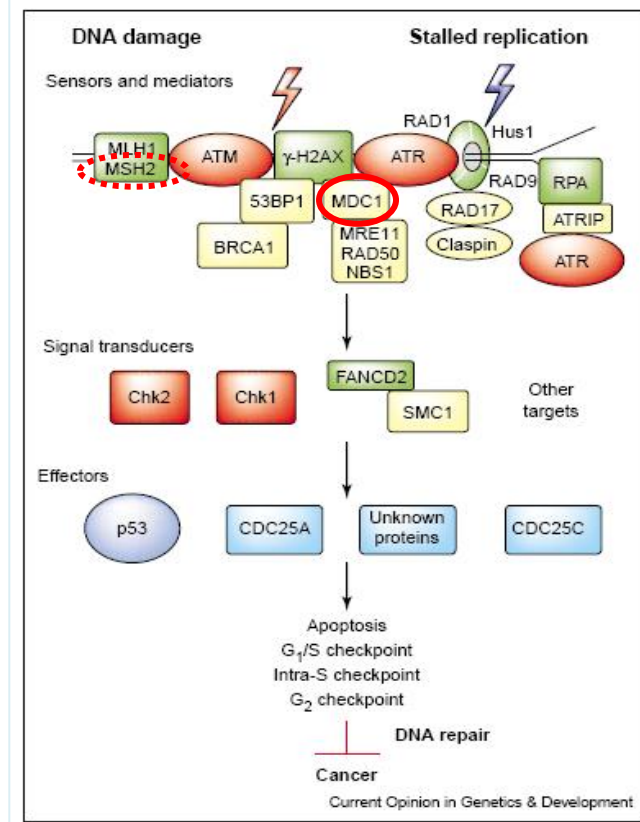 DNA damage
Stalled replication
Sensors and mediators
RAD1
Hus1
MLH1
MSH2
ATM
γ-H2AX
ATR
RAD9
RPA
53BP1
MDC1
RAD17
ATRIP
BRCA1
MRE11
RAD50
NBS1
Claspin
ATR
Signal transducers
Chk2
Chk1
FANCD2
SMC1
Other
targets
Effectors
p53
CDC25A
Unknown
proteins
CDC25C
Apoptosis
G1/S checkpoint
Intra-S checkpoint
G2 checkpoint
DNA repair
Cancer
Current Opinion in Genetics & Development